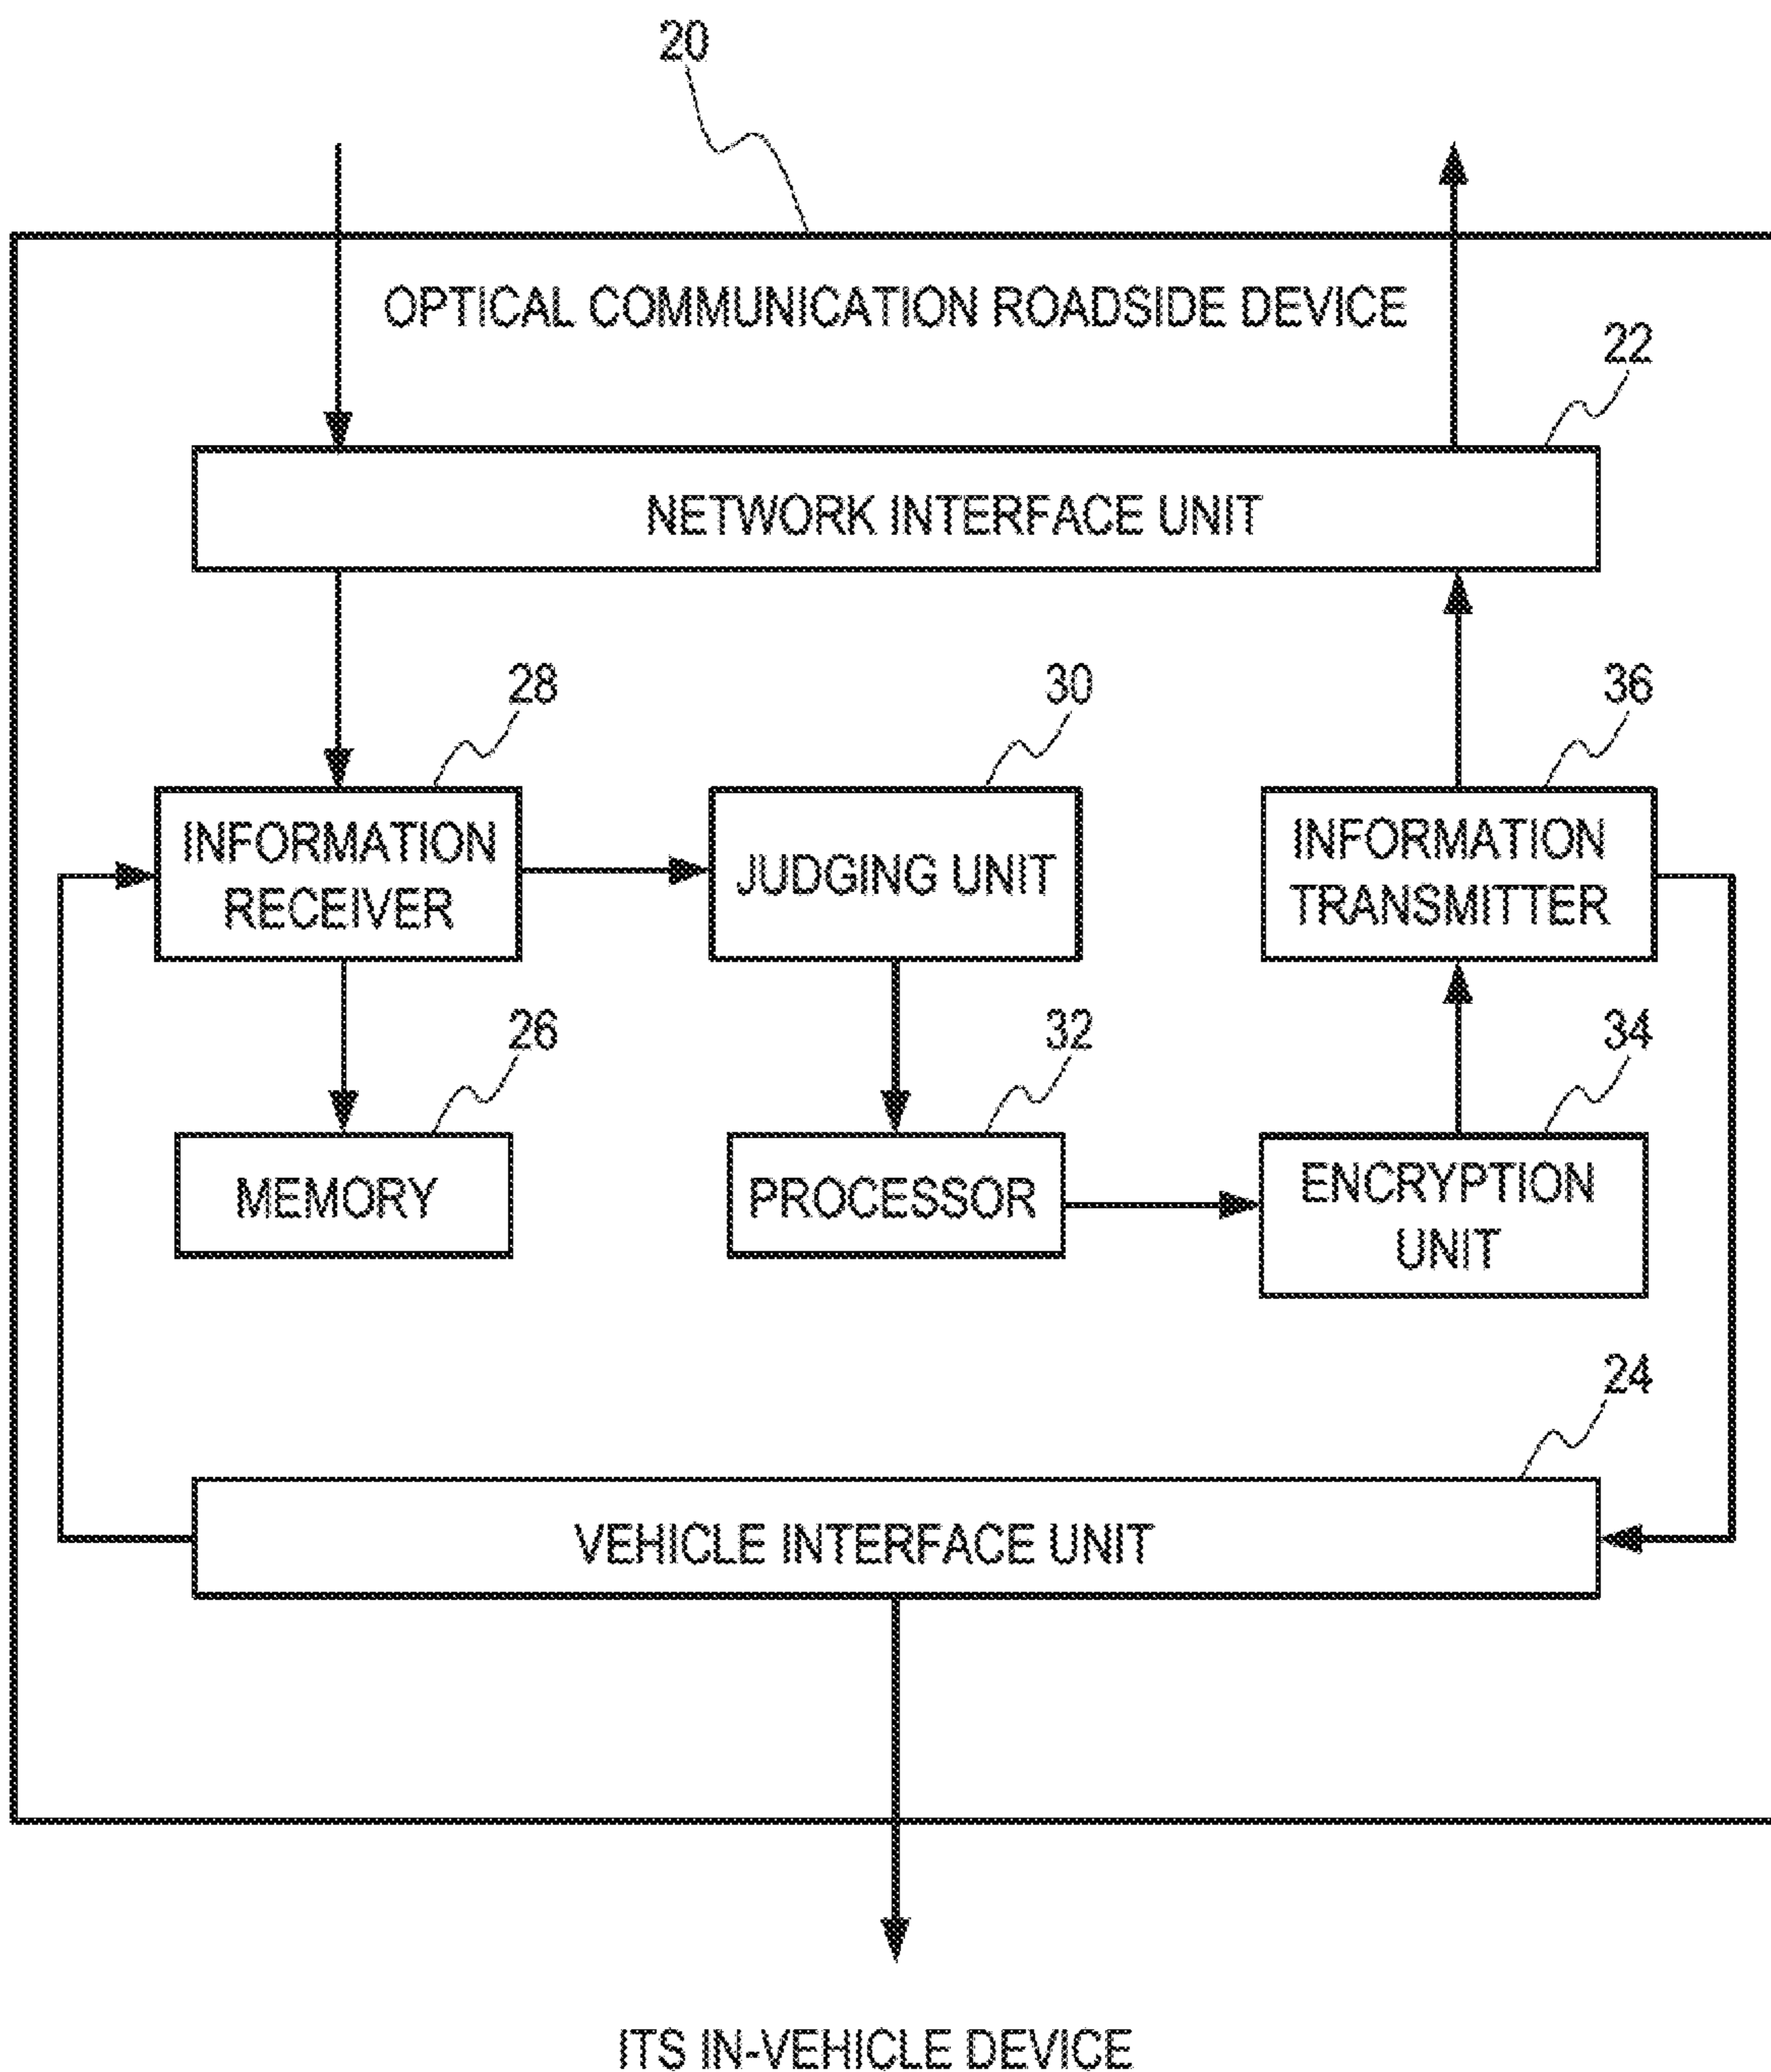 20
OPTICAL COMMUNICATION ROADSIDE DEVICE
22
NETWORK INTERFACE UNIT
28
30
36
INFORMATION
RECEIVER
JUDGING UNIT
INFORMATION
TRANSMITTER
26
32
34
MEMORY
PROCESSOR
ENCRYPTION
UNIT
24
VEHICLE INTERFACE UNIT
ITS IN-VEHICLE DEVICE